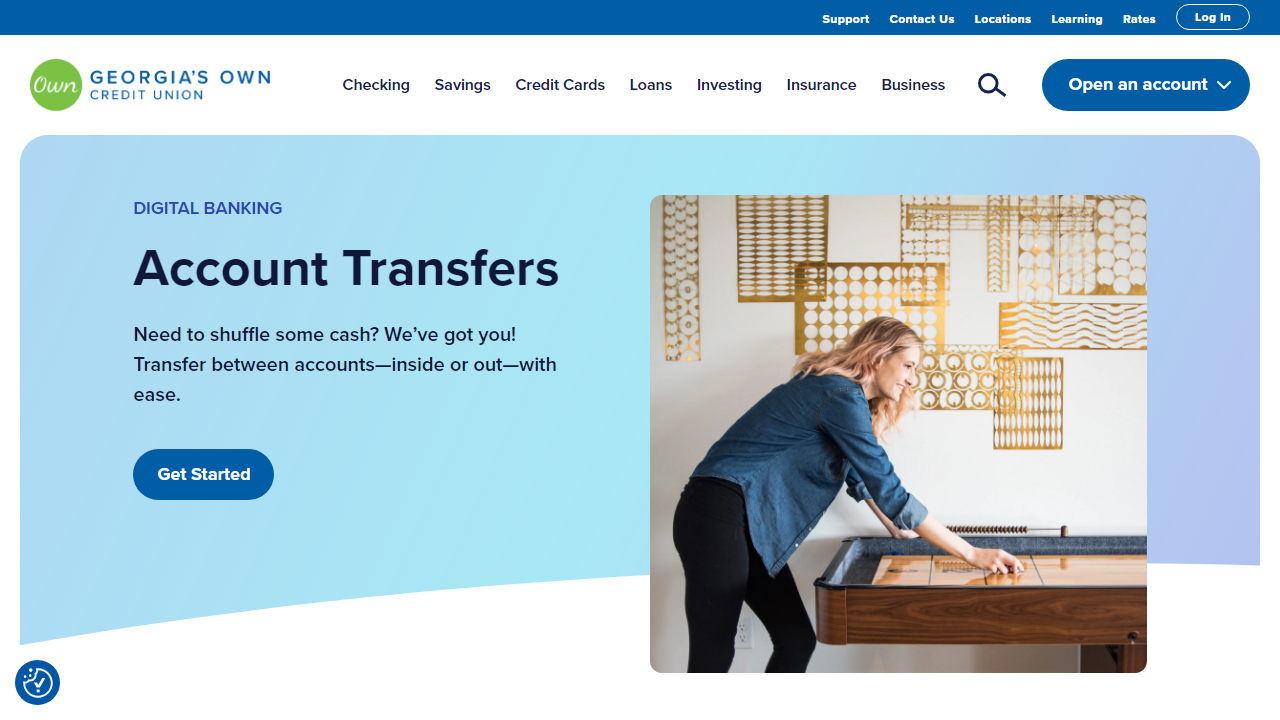 Support Contact Us Locations Learning Rates Log In
Own GEORGIA'S OWN
CREDIT UNION
Checking Savings Credit Cards Loans Investing Insurance Business Open an account
DIGITAL BANKING
Account Transfers
Need to shuffle some cash? We’ve got you!
Transfer between accounts—inside or out—with
ease.
Get Started